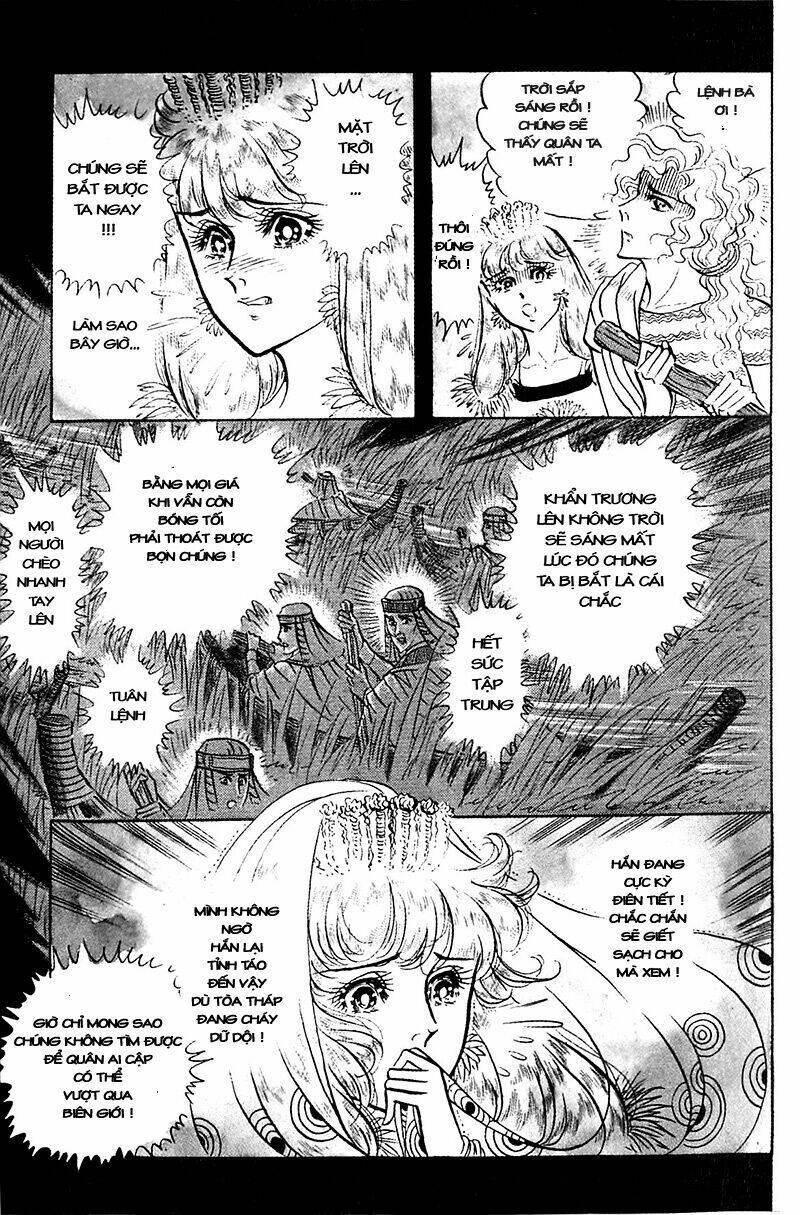 LỆNH BÀ
ƠI !
TRỜI SẮP
SÁNG RỒI !
CHÚNG SẼ
THẤY QUÂN TA
MẤT !
THÔI
ĐÚNG
RỒI !
MẶT
TRỜI
LÊN
...
CHÚNG SẼ
BẮT ĐƯỢC
TA NGAY
!!!
LÀM SAO
BÂY GIỜ...
KHẨN TRƯƠNG
LÊN KHÔNG TRỜI
SẼ SÁNG MẤT
LÚC ĐÓ CHÚNG
TA BỊ BẮT LÀ CÁI
CHẮC
HẾT
SỨC
TẬP
TRUNG
BẰNG MỌI GIÁ
KHI VẪN CÒN
BÓNG TỐI
PHẢI THOÁT ĐƯỢC
BỌN CHÚNG !
MỌI
NGƯỜI
CHÈO
NHANH
TAY
LÊN
TUÂN
LỆNH
HẮN ĐANG
CỰC KỲ
ĐIÊN TIẾT !
CHẮC CHẮN
SẼ GIẾT
SẠCH CHO
MÀ XEM !
MÌNH KHÔNG
NGỜ
HẮN LẠI
TỈNH TÁO
ĐẾN VẬY
DÙ TÒA THÁP
ĐANG CHÁY
DỮ DỘI !
GIỜ CHỈ MONG SAO
CHÚNG KHÔNG TÌM ĐƯỢC
ĐỂ QUÂN AI CẬP
CÓ THỂ
VƯỢT QUA
BIÊN GIỚI !